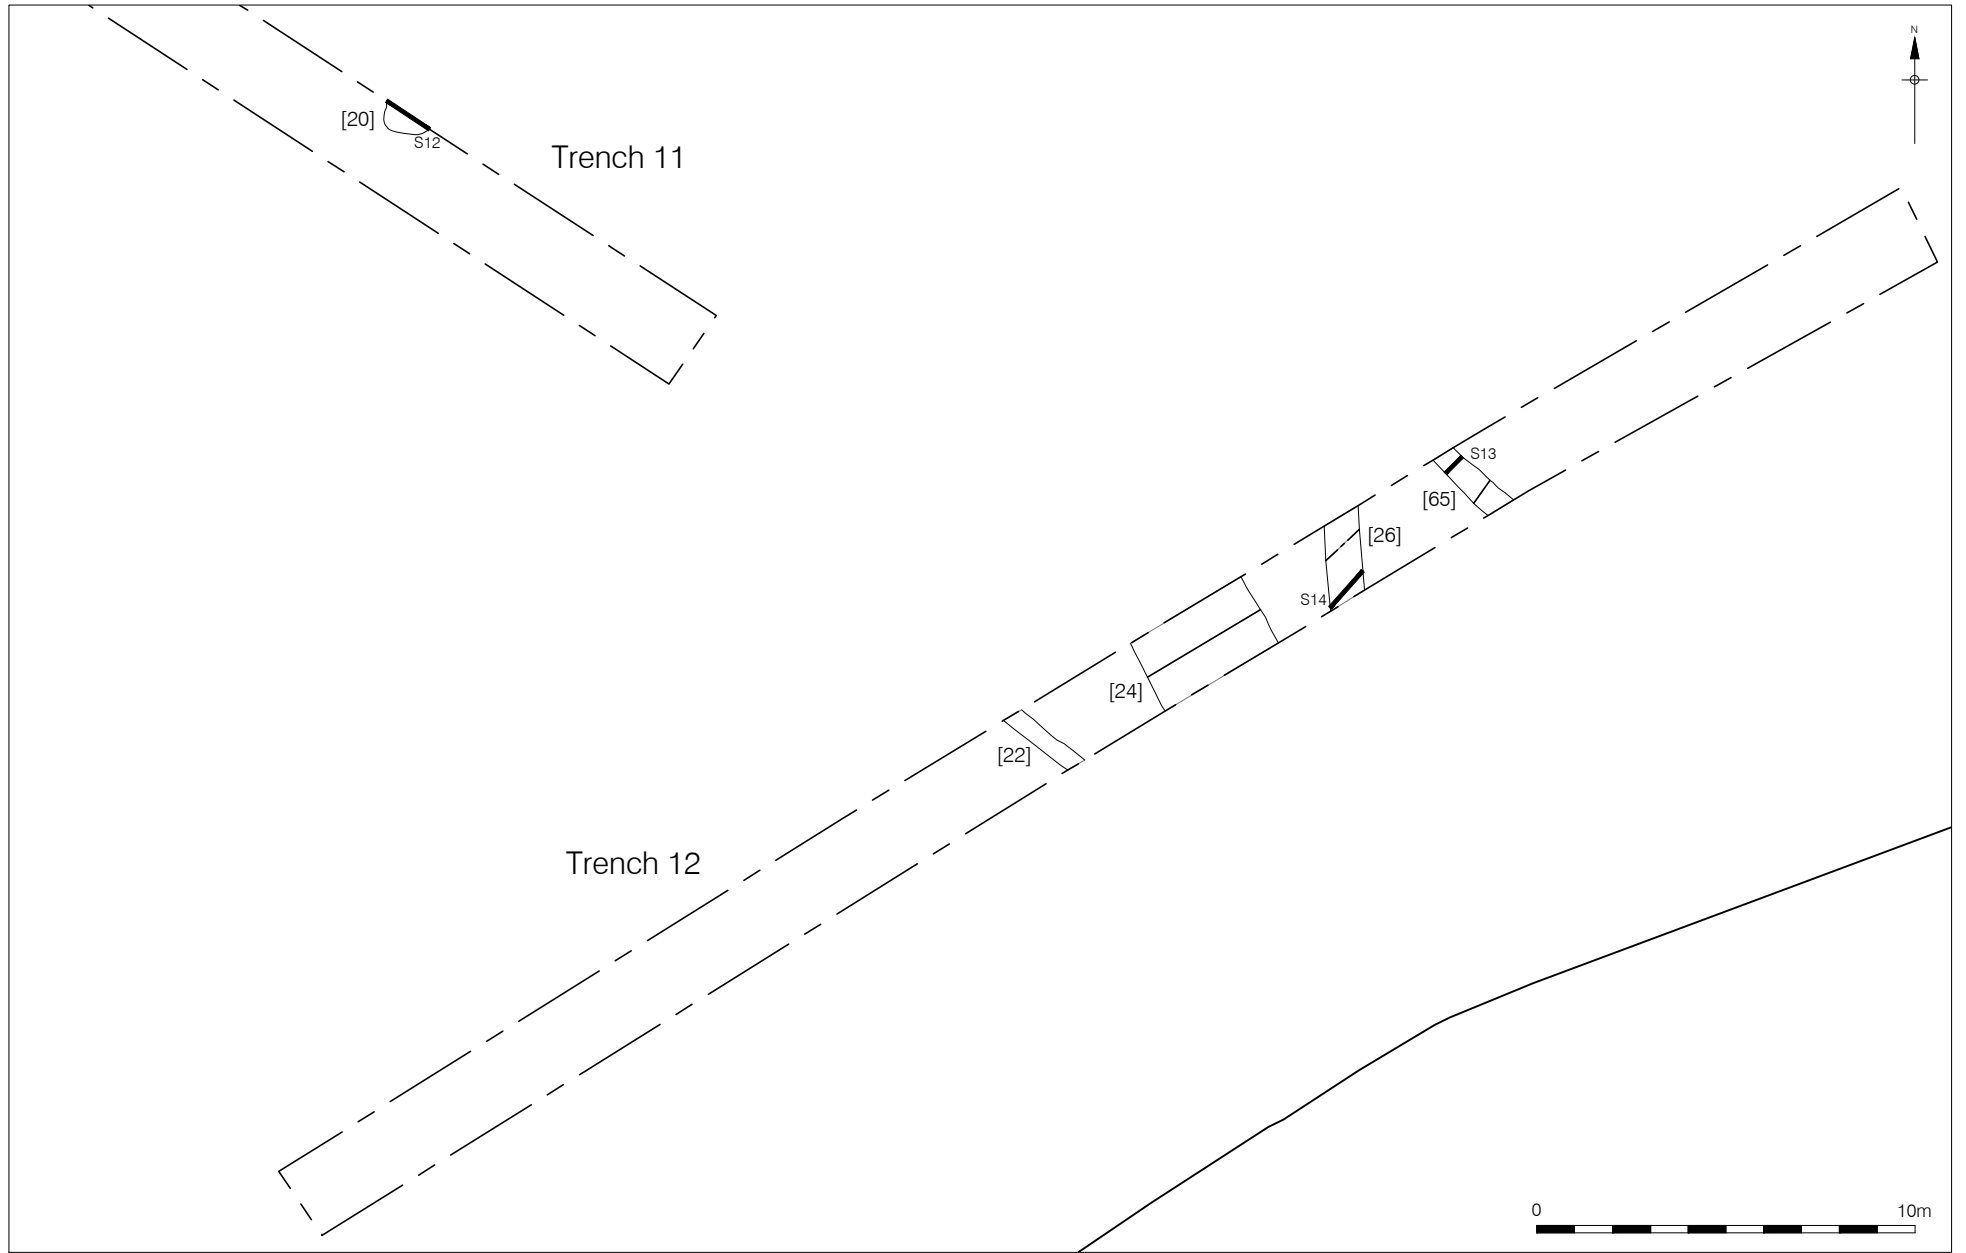 N
[20]
S12
Trench 11
S13
[65]
[26]
S14
[24]
[22]
Trench 12
0 10m